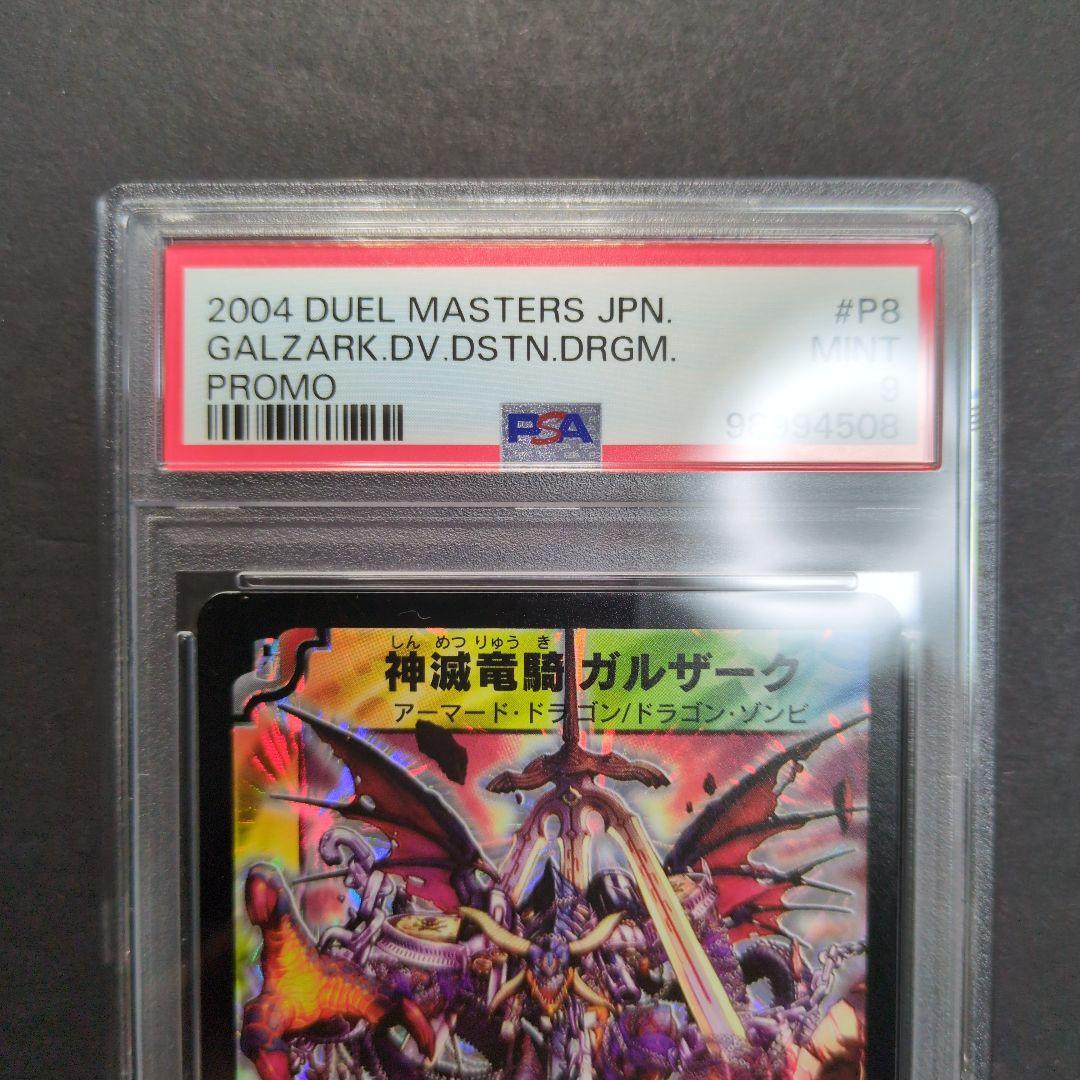 2004 DUEL MASTERS JPN. #P8
GALZARK.DV.DSTN.DRGM. MINT
PROMO 9
PSA
しん めつ りゅう き
神滅竜騎 ガルザーク
アーマード・ドラゴン/ドラゴン・ゾンビ